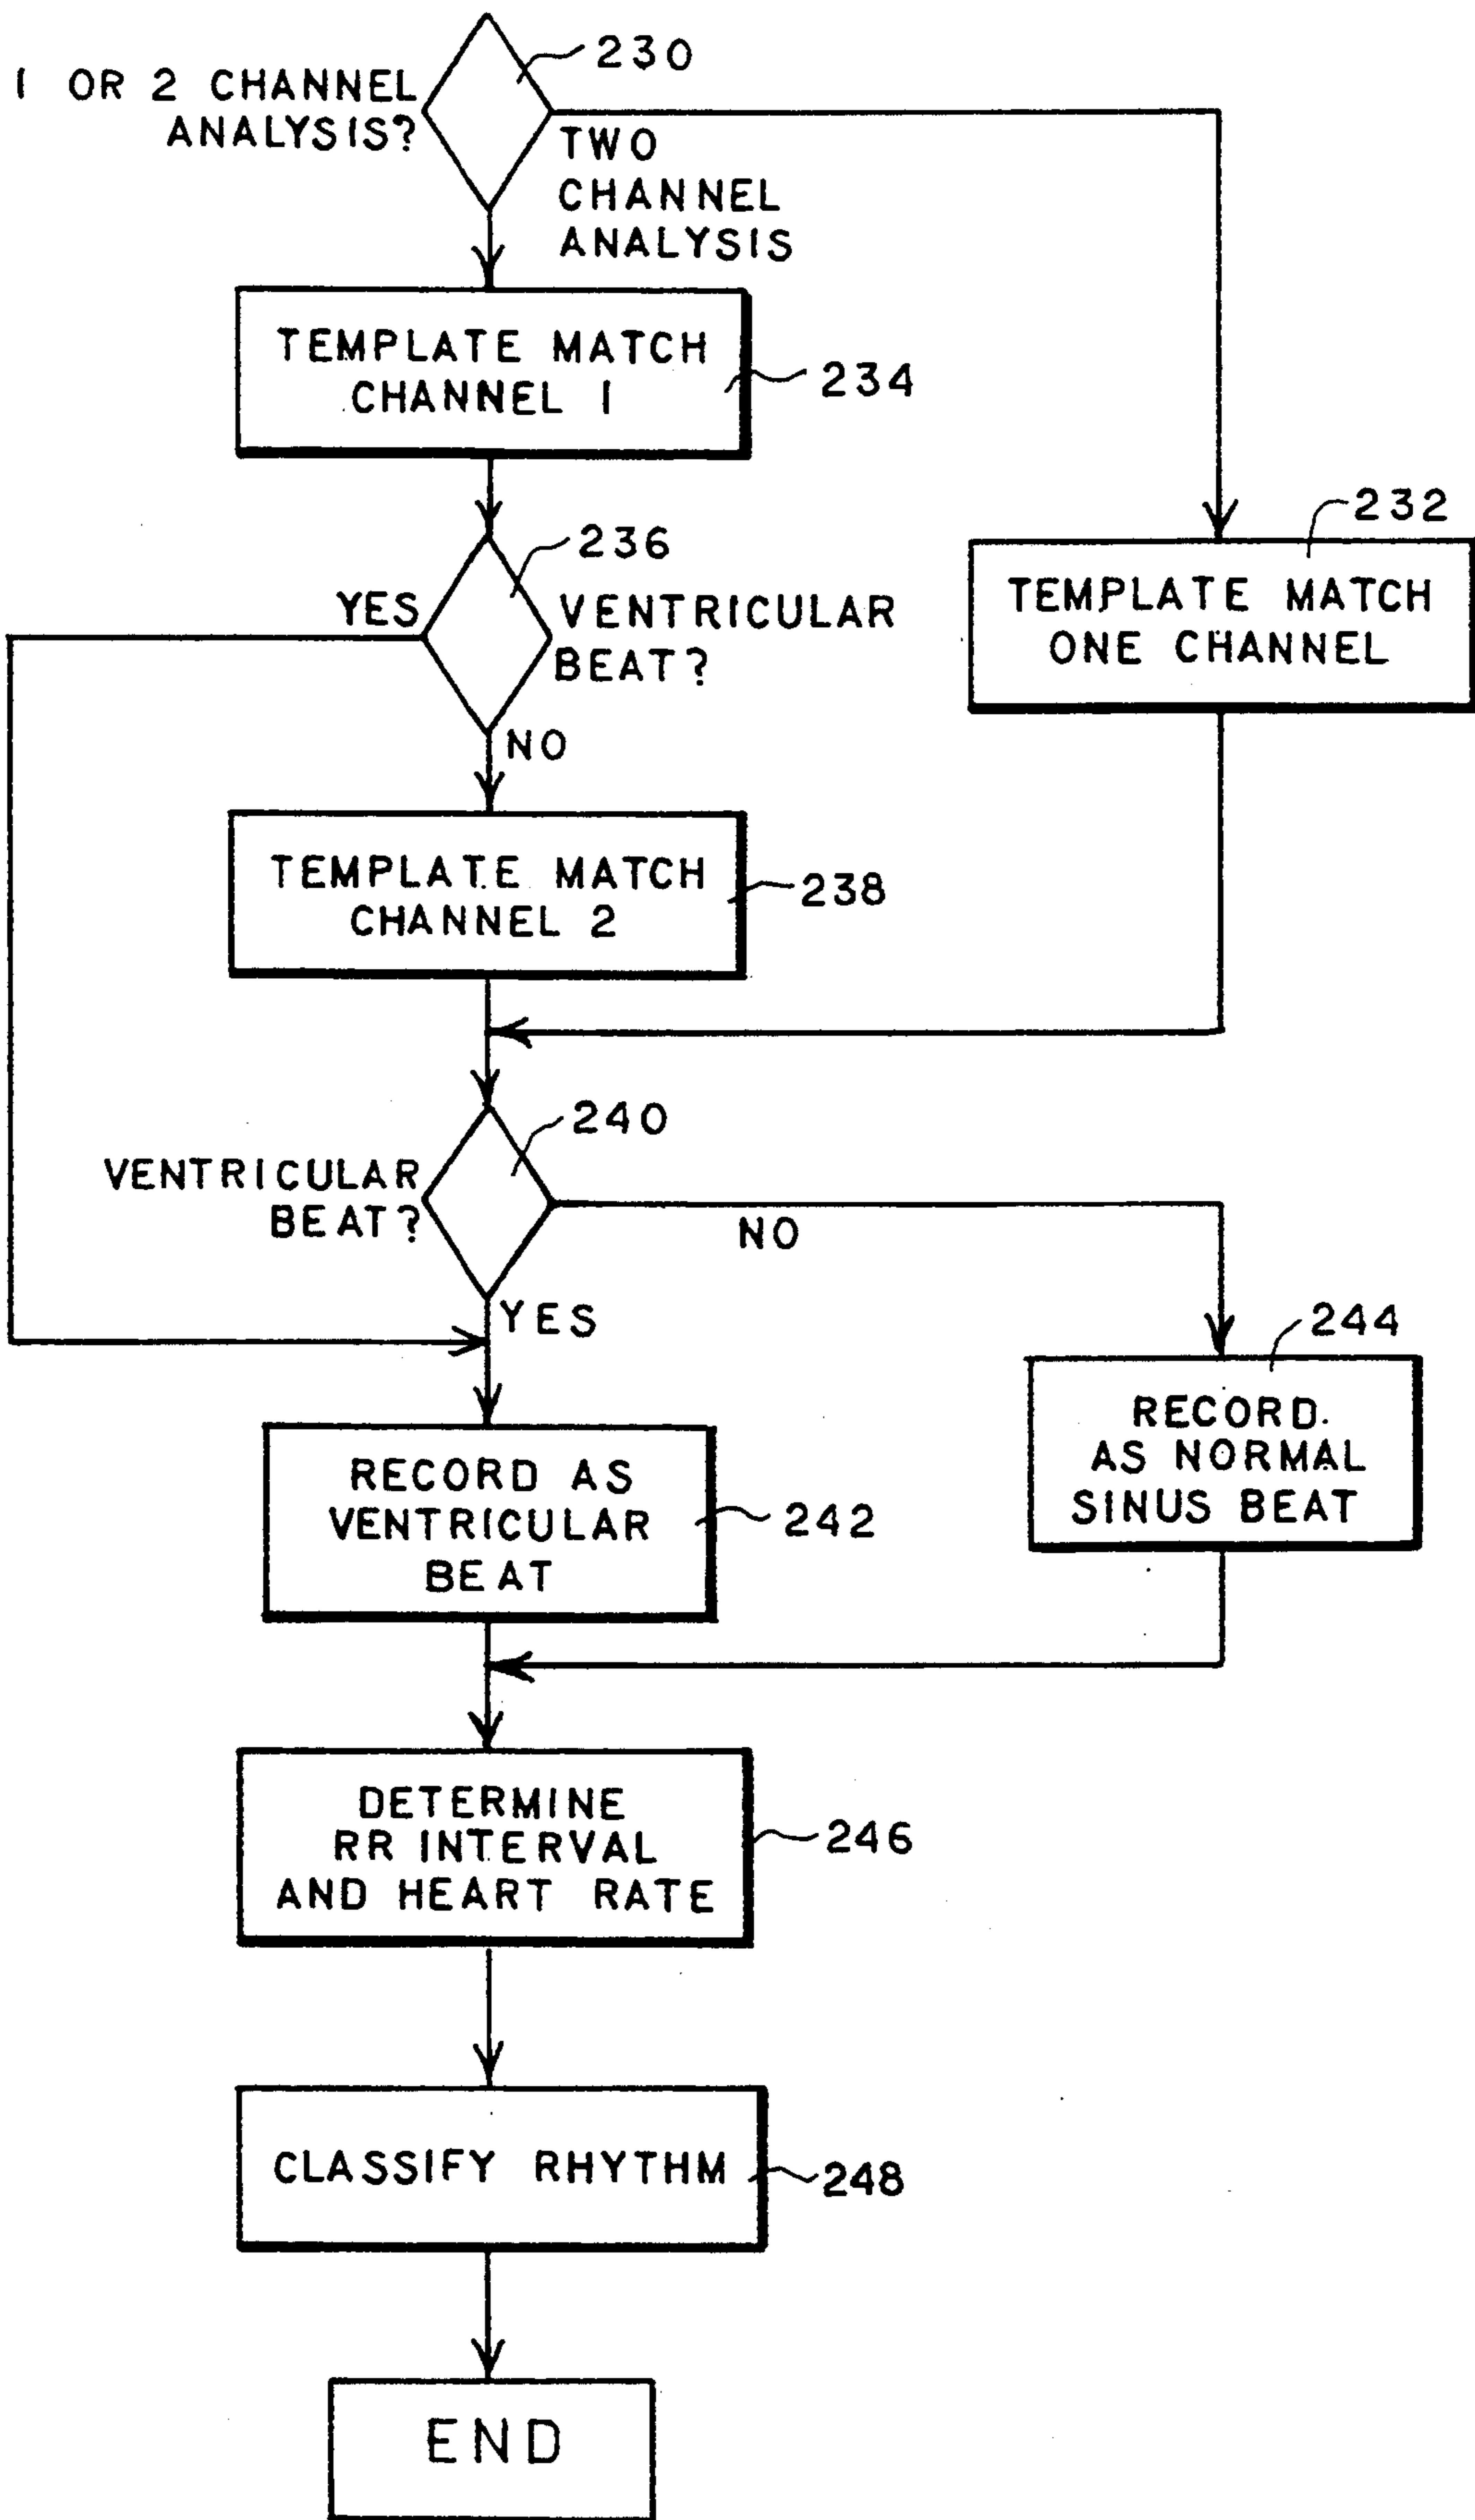 230
1 OR 2 CHANNEL
ANALYSIS?
TWO
CHANNEL
ANALYSIS
TEMPLATE MATCH
CHANNEL 1
234
232
236
YES
VENTRICULAR
BEAT?
TEMPLATE MATCH
ONE CHANNEL
NO
TEMPLATE MATCH
CHANNEL 2
238
240
VENTRICULAR
BEAT?
NO
YES
244
RECORD
AS NORMAL
SINUS BEAT
RECORD AS
VENTRICULAR
BEAT
242
DETERMINE
RR INTERVAL
AND HEART RATE
246
CLASSIFY RHYTHM
248
END